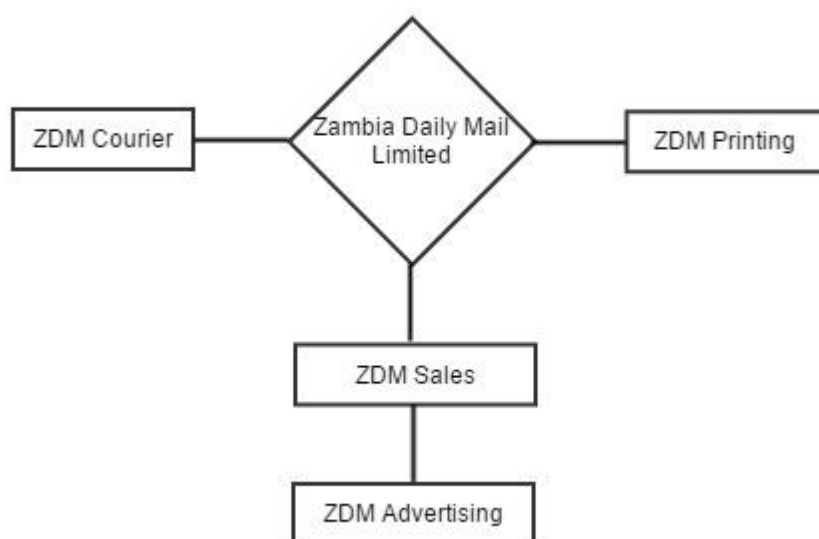 Zambia Daily Mail
Limited
ZDM Courier
ZDM Printing
ZDM Sales
ZDM Advertising